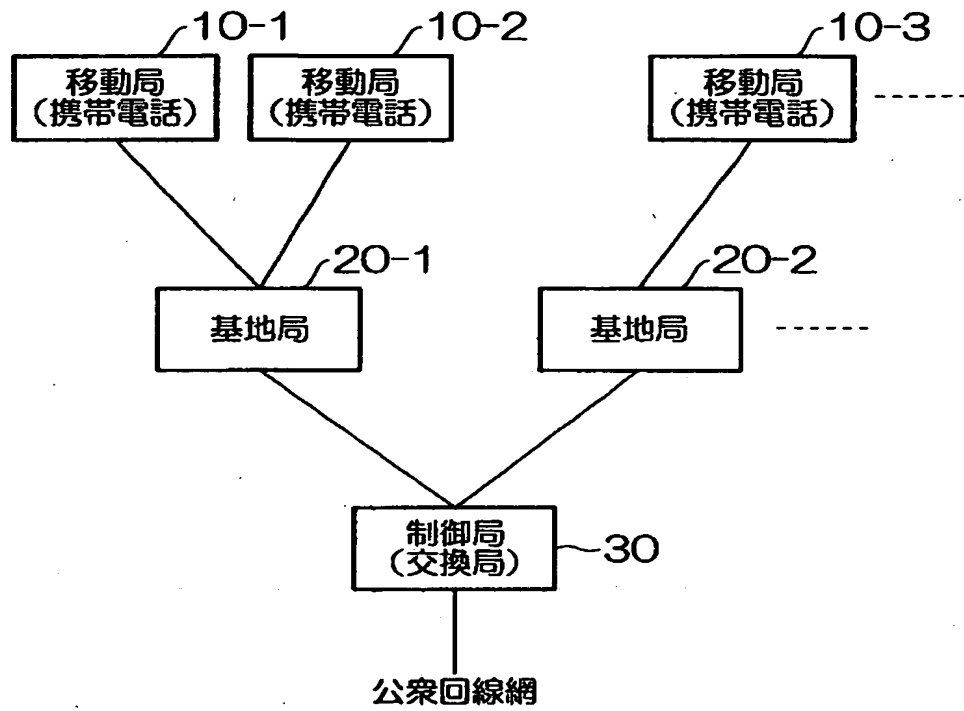 10-1
10-2
10-3
移動局
(携帯電話)
移動局
(携帯電話)
移動局
(携帯電話)
20-1
20-2
基地局
基地局
制御局
(交換局)
30
公衆回線網